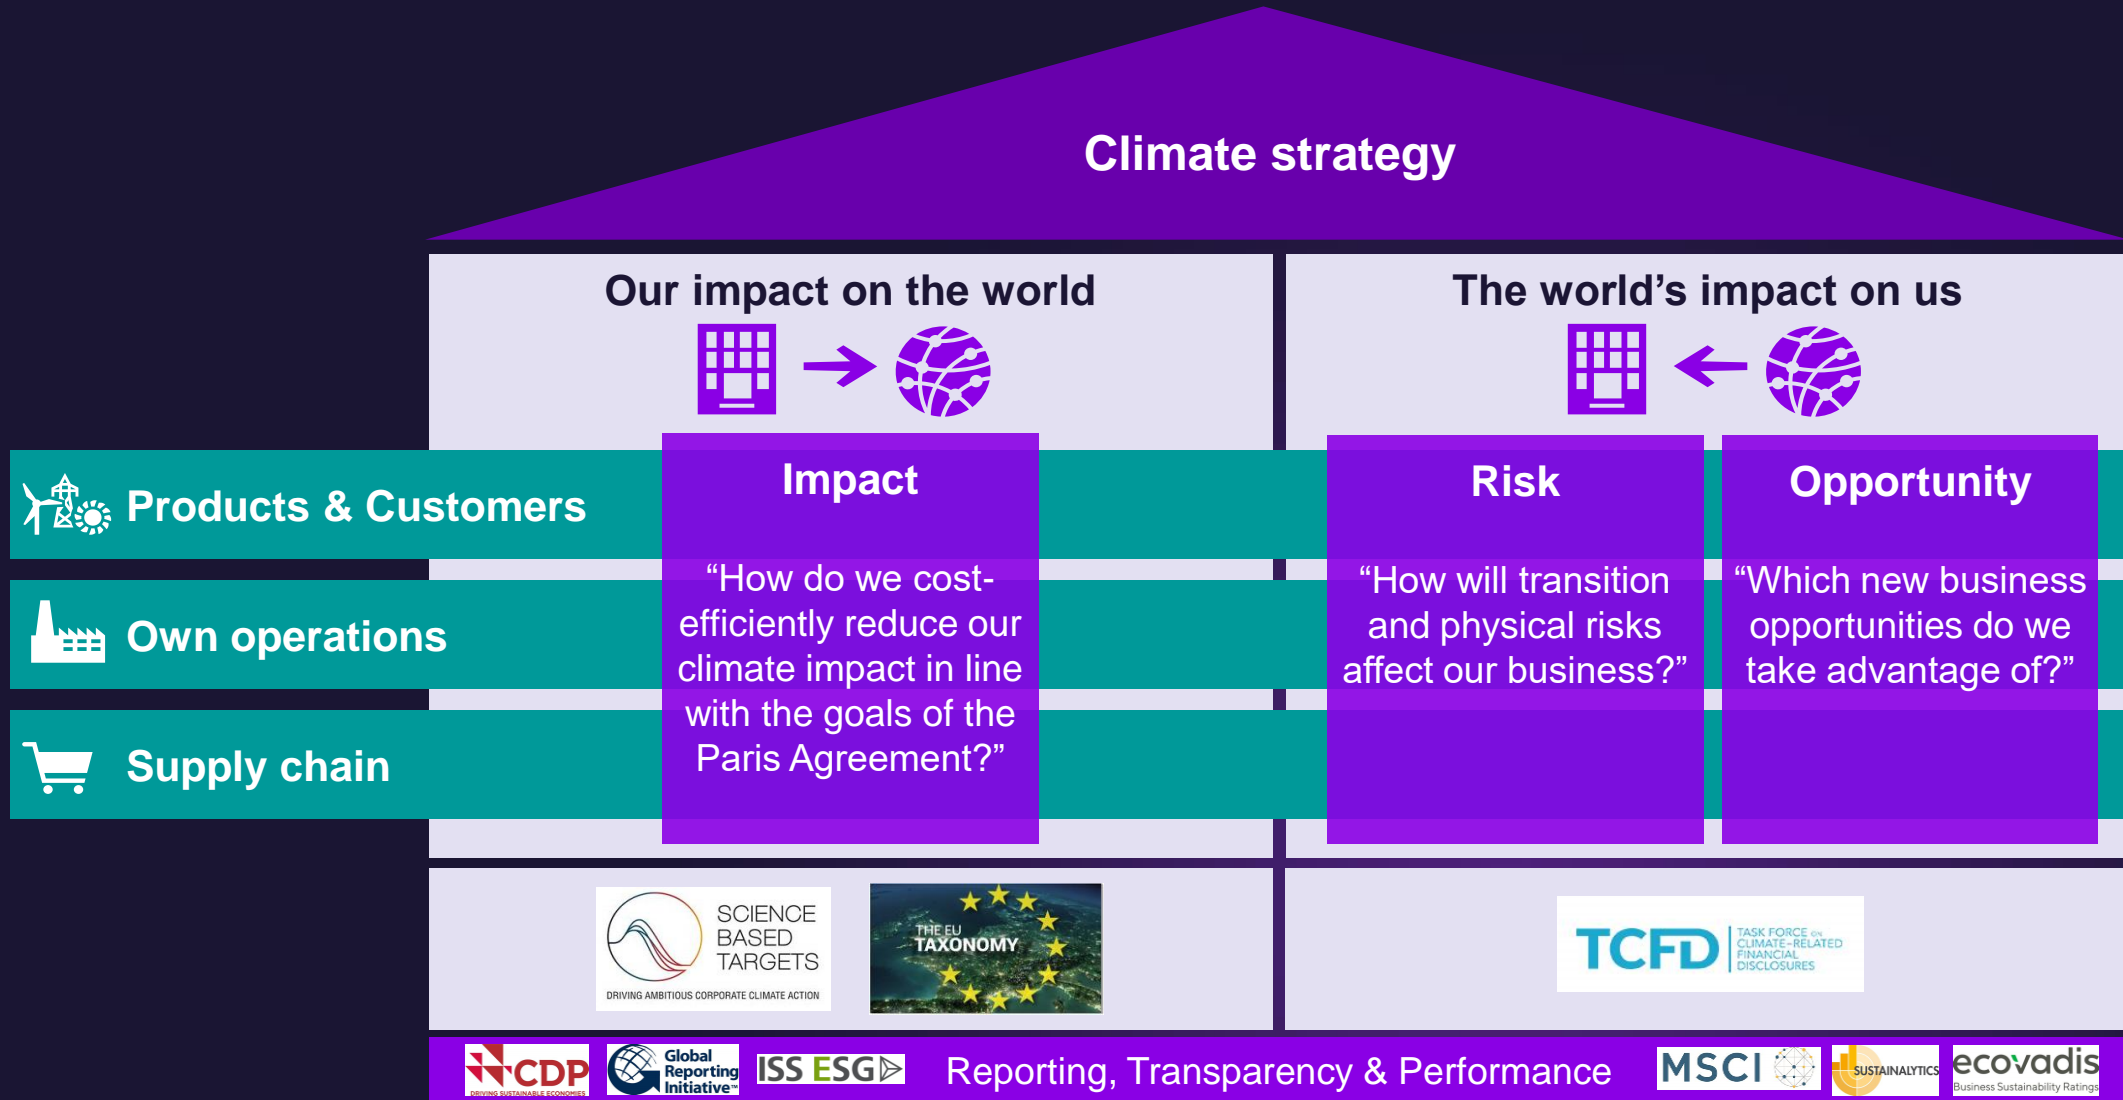 Climate strategy
Our impact on the world
The world’s impact on us
Products & Customers
Own operations
Supply chain
Impact
“How do we cost-
efficiently reduce our
climate impact in line
with the goals of the
Paris Agreement?”
Risk
“How will transition
and physical risks
affect our business?”
Opportunity
“Which new business
opportunities do we
take advantage of?”
SCIENCE
BASED
TARGETS
DRIVING AMBITIOUS CORPORATE CLIMATE ACTION
THE EU
TAXONOMY
TCFD
TASK FORCE ON
CLIMATE-RELATED
FINANCIAL
DISCLOSURES
CDP
DRIVING SUSTAINABLE ECONOMIES
Global
Reporting
Initiative™
ISS ESG
Reporting, Transparency & Performance
MSCI
SUSTAINALYTICS
ecovadis
Business Sustainability Ratings